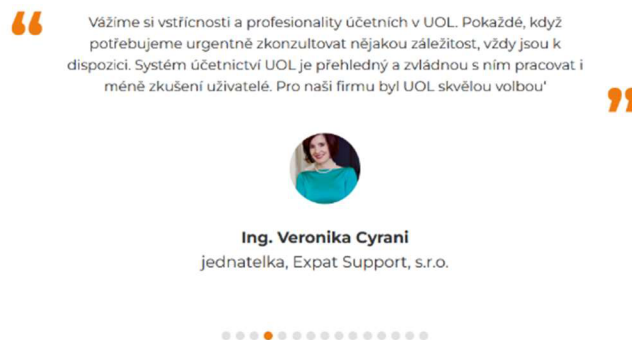 “
Vážíme si vstřícnosti a profesionality účetních v UOL. Pokaždé, když
potřebujeme urgentně zkonzultovat nějakou záležitost, vždy jsou k
dispozici. Systém účetnictví UOL je přehledný a zvládnou s ním pracovat i
méně zkušení uživatelé. Pro naši firmu byl UOL skvělou volbou'
”
Ing. Veronika Cyrani
jednatelka, Expat Support, s.r.o.